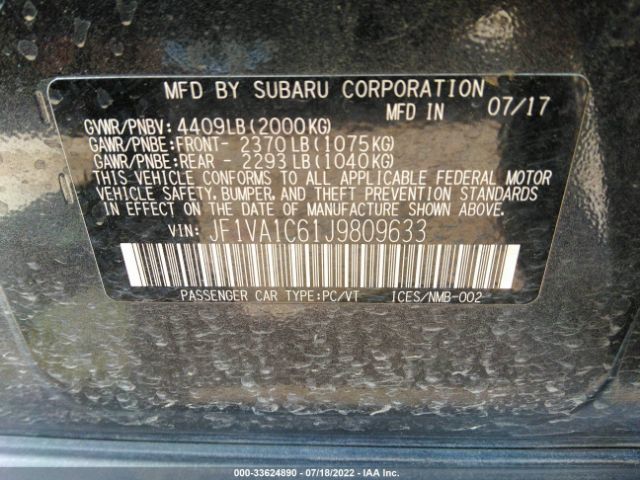 MFD BY SUBARU CORPORATION
MFD IN 07/17
GVWR/PNBV: 4409LB(2000KG)
GAWR/PNBE:FRONT- 2370 LB(1075KG)
GAWR/PNBE:REAR - 2293 LB(1040KG)
THIS VEHICLE CONFORMS TO ALL APPLICABLE FEDERAL MOTOR
VEHICLE SAFETY, BUMPER, AND THEFT PREVENTION STANDARDS
IN EFFECT ON THE DATE OF MANUFACTURE SHOWN ABOVE.
VIN: JF1VA1C61J9809633
PASSENGER CAR TYPE:PC/VT ICES/NMB-002
000-33624890 - 07/18/2022 - IAA Inc.